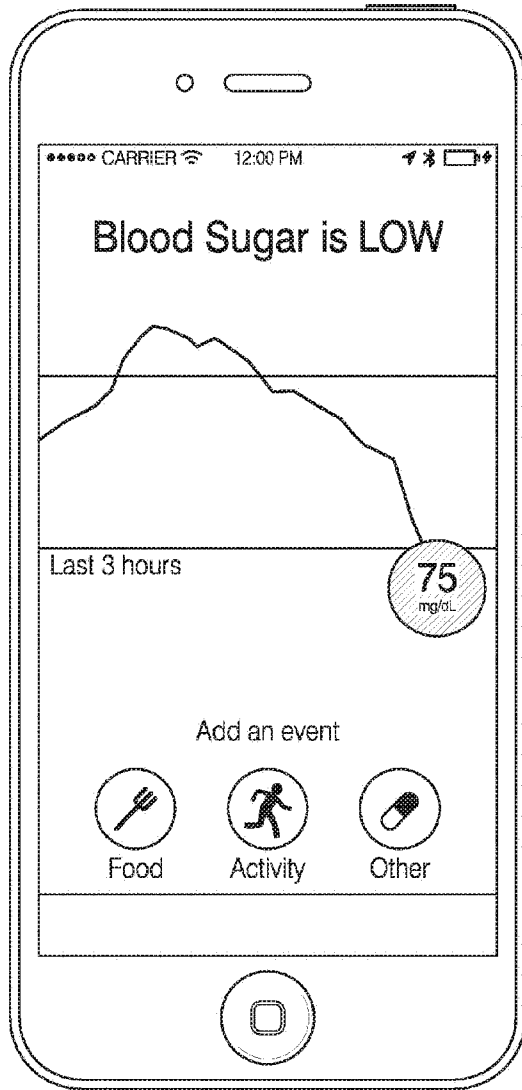 CARRIER 12:00 PM
Blood Sugar is LOW
Last 3 hours
75
mg/dL
Add an event
Food Activity Other